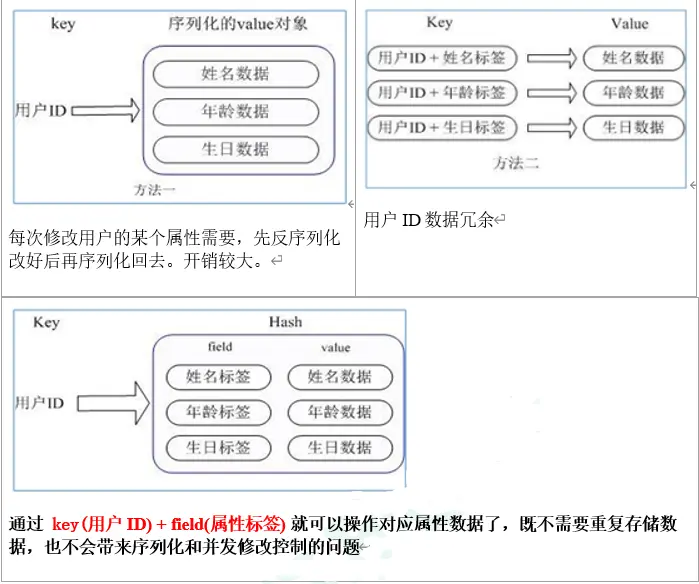 key 序列化的value对象
姓名数据
用户ID 年龄数据
生日数据
方法一
每次修改用户的某个属性需要，先反序列化
改好后再序列化回去。开销较大。
Key Value
用户ID + 姓名标签 姓名数据
用户ID + 年龄标签 年龄数据
用户ID + 生日标签 生日数据
方法二
用户 ID 数据冗余
Key Hash
field value
姓名标签 姓名数据
用户ID 年龄标签 年龄数据
生日标签 生日数据
通过 key(用户 ID) + field(属性标签) 就可以操作对应属性数据了，既不需要重复存储数
据，也不会带来序列化和并发修改控制的问题